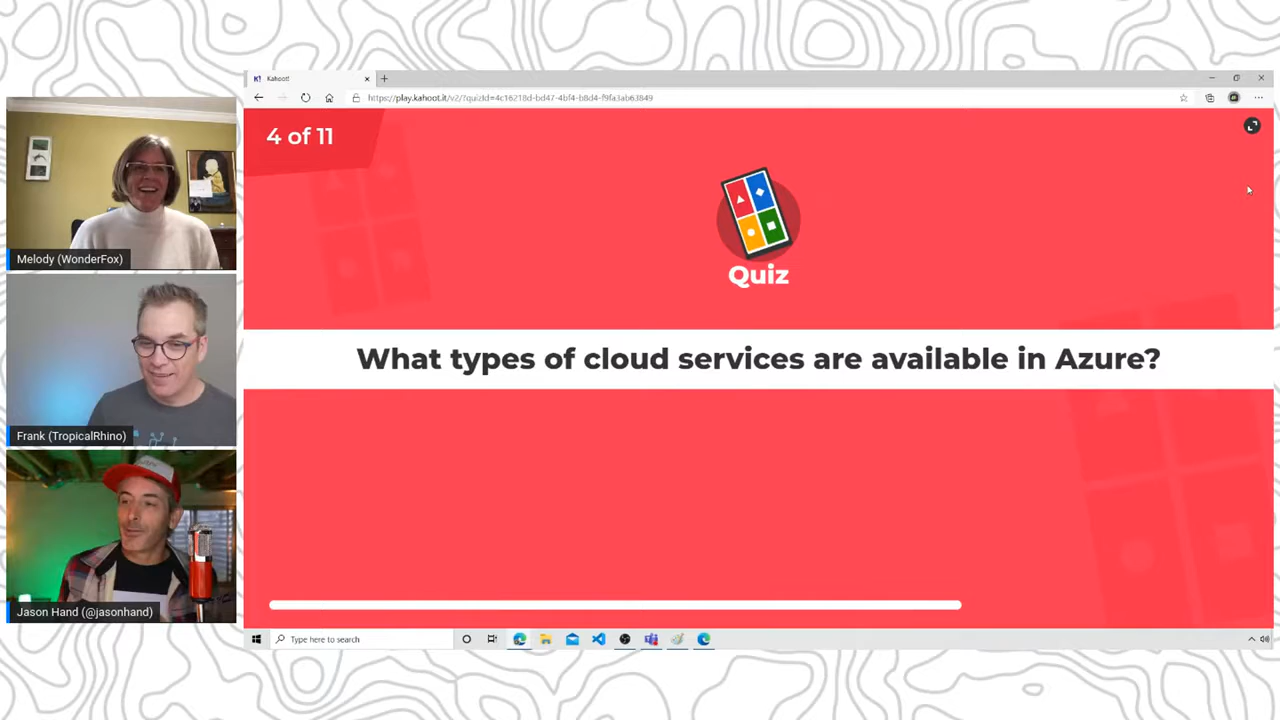 Kahoot!
https://play.kahoot.it/v2/?quizId=4c16218d-bd47-4bf4-b8d4-f9fa3ab63849
4 of 11
Quiz
What types of cloud services are available in Azure?
Melody (WonderFox)
Frank (TropicalRhino)
Jason Hand (@jasonhand)
Type here to search